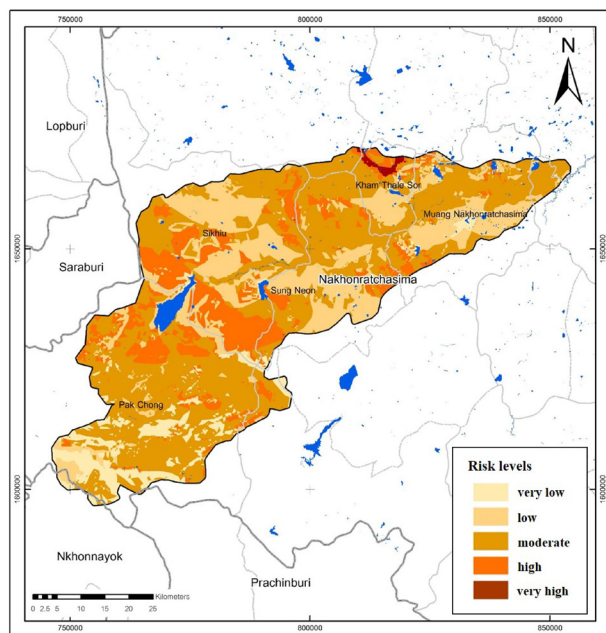 750000 800000 850000
N
Lopburi
Kham Thale Sor
Muang Nakhonratchasima
Sikhiu
1650000 1650000
Saraburi
Nakhonratchasima
Sung Neon
Pak Chong
Risk levels
very low
low
moderate
high
very high
1600000 1600000
Nkhonnayok
Prachinburi
Kilometers
0 2.5 5 10 15 20 25
750000 800000 850000